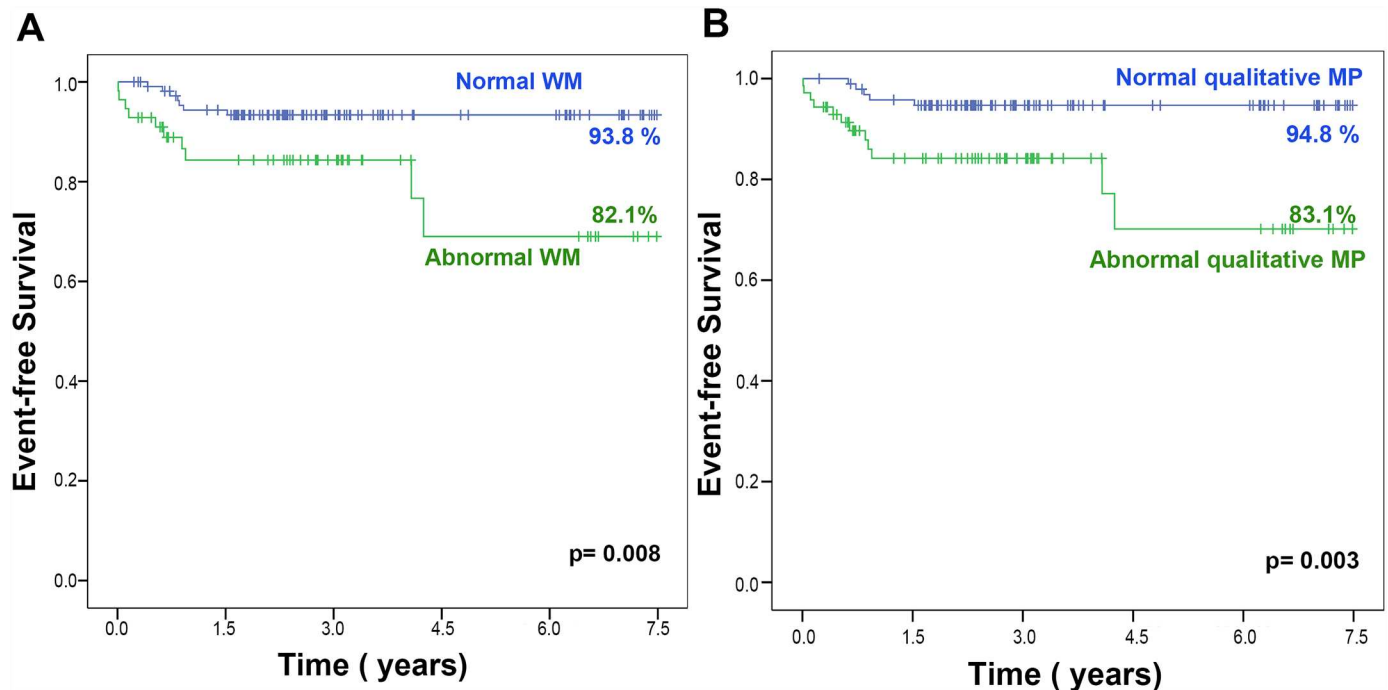 A
Event-free Survival
1.0
0.8
0.6
0.4
0.2
0.0
Normal WM
93.8 %
82.1%
Abnormal WM
p= 0.008
0.0 1.5 3.0 4.5 6.0 7.5
Time ( years)
B
Event-free Survival
1.0
0.8
0.6
0.4
0.2
0.0
Normal qualitative MP
94.8 %
83.1%
Abnormal qualitative MP
p= 0.003
0.0 1.5 3.0 4.5 6.0 7.5
Time ( years)